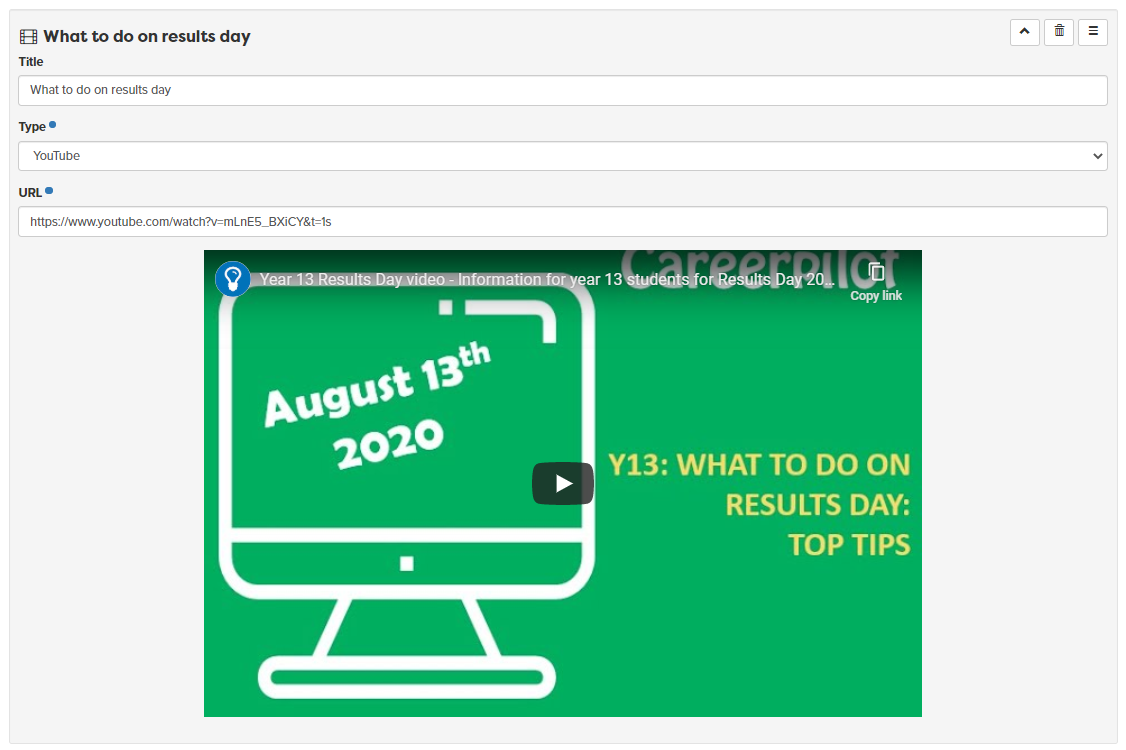 What to do on results day
Title
What to do on results day
Type
YouTube
URL
https://www.youtube.com/watch?v=mLnE5_BXiCY&t=1s
Careerpilot
Year 13 Results Day video - Information for year 13 students for Results Day 20...
Copy link
August 13th
2020
Y13: WHAT TO DO ON
RESULTS DAY:
TOP TIPS